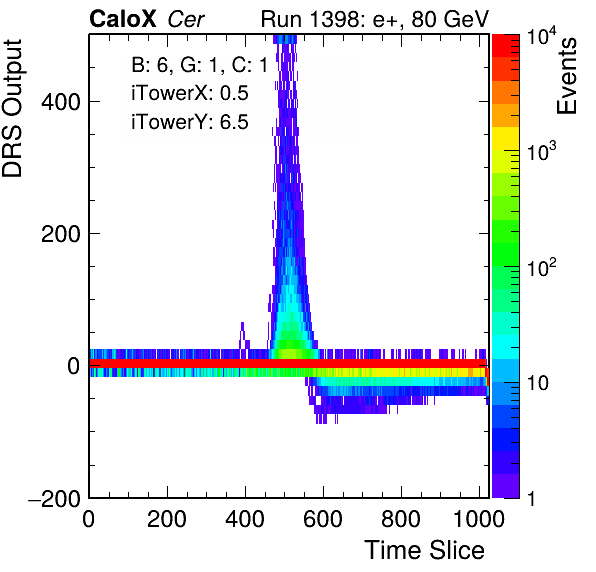 CaloX Cer Run 1398: e+, 80 GeV
B: 6, G: 1, C: 1
iTowerX: 0.5
iTowerY: 6.5
DRS Output
400
200
0
−200
0 200 400 600 800 1000
Time Slice
Events
10⁴
10³
10²
10
1